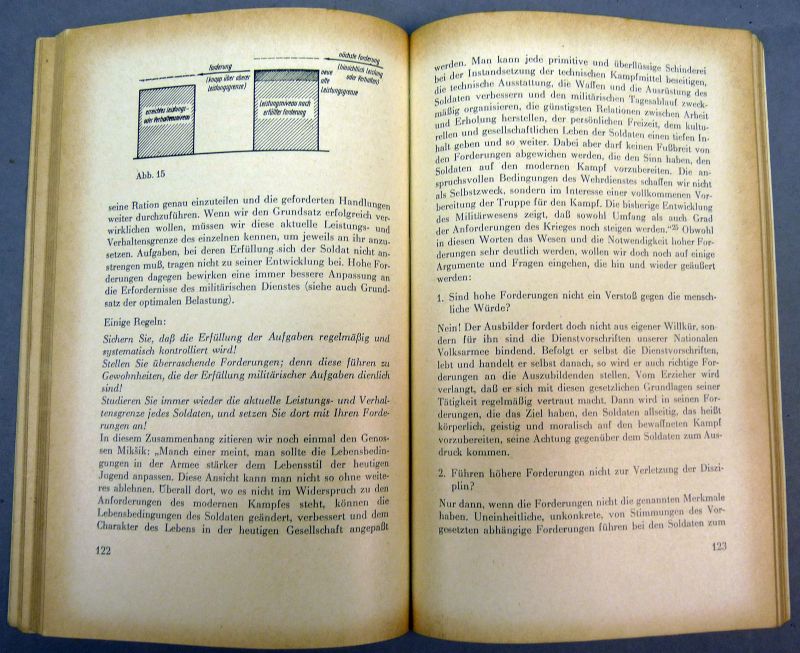 Forderung
(knapp über oberer
Leistungsgrenze)
nächste Forderung
(hinsichtlich Leistung
oder Verhalten)
neue
alte
Leistungsgrenze
erreichtes Leistungs-
oder Verhaltensniveau
Leistungsniveau nach
erfüllter Forderung
Abb. 15
seine Ration genau einzuteilen und die geforderten Handlungen
weiter durchzuführen. Wenn wir den Grundsatz erfolgreich ver-
wirklichen wollen, müssen wir diese aktuelle Leistungs- und
Verhaltensgrenze des einzelnen kennen, um jeweils an ihr anzu-
setzen. Aufgaben, bei deren Erfüllung sich der Soldat nicht an-
strengen muß, tragen nicht zu seiner Entwicklung bei. Hohe For-
derungen dagegen bewirken eine immer bessere Anpassung an
die Erfordernisse des militärischen Dienstes (siehe auch Grund-
satz der optimalen Belastung).
Einige Regeln:
Sichern Sie, daß die Erfüllung der Aufgaben regelmäßig und
systematisch kontrolliert wird!
Stellen Sie überraschende Forderungen; denn diese führen zu
Gewohnheiten, die der Erfüllung militärischer Aufgaben dienlich
sind!
Studieren Sie immer wieder die aktuelle Leistungs- und Verhal-
tensgrenze jedes Soldaten, und setzen Sie dort mit Ihren Forde-
rungen an!
In diesem Zusammenhang zitieren wir noch einmal den Genos-
sen Mikšík: „Manch einer meint, man sollte die Lebensbedin-
gungen in der Armee stärker dem Lebensstil der heutigen
Jugend anpassen. Diese Ansicht kann man nicht so ohne weite-
res ablehnen. Überall dort, wo es nicht im Widerspruch zu den
Anforderungen des modernen Kampfes steht, können die
Lebensbedingungen des Soldaten geändert, verbessert und dem
Charakter des Lebens in der heutigen Gesellschaft angepaßt
122
werden. Man kann jede primitive und überflüssige Schinderei
bei der Instandsetzung der technischen Kampfmittel beseitigen,
die technische Ausstattung, die Waffen und die Ausrüstung des
Soldaten verbessern und den militärischen Tagesablauf zweck-
mäßig organisieren, die günstigsten Relationen zwischen Arbeit
und Erholung herstellen, der persönlichen Freizeit, dem kultu-
rellen und gesellschaftlichen Leben der Soldaten einen tiefen In-
halt geben und so weiter. Dabei aber darf keinen Fußbreit von
den Forderungen abgewichen werden, die den Sinn haben, den
Soldaten auf den modernen Kampf vorzubereiten. Die an-
spruchsvollen Bedingungen des Wehrdienstes schaffen wir nicht
als Selbstzweck, sondern im Interesse einer vollkommenen Vor-
bereitung der Truppe für den Kampf. Die bisherige Entwicklung
des Militärwesens zeigt, daß sowohl Umfang als auch Grad
der Anforderungen des Krieges noch steigen werden.“²⁵ Obwohl
in diesen Worten das Wesen und die Notwendigkeit hoher For-
derungen sehr deutlich werden, wollen wir doch noch auf einige
Argumente und Fragen eingehen, die hin und wieder geäußert
werden:
1. Sind hohe Forderungen nicht ein Verstoß gegen die mensch-
liche Würde?
Nein! Der Ausbilder fordert doch nicht aus eigener Willkür, son-
dern für ihn sind die Dienstvorschriften unserer Nationalen
Volksarmee bindend. Befolgt er selbst die Dienstvorschriften,
lebt und handelt er selbst danach, so wird er auch richtige For-
derungen an die Auszubildenden stellen. Vom Erzieher wird
verlangt, daß er sich mit diesen gesetzlichen Grundlagen seiner
Tätigkeit regelmäßig vertraut macht. Dann wird in seinen For-
derungen, die das Ziel haben, den Soldaten allseitig, das heißt
körperlich, geistig und moralisch auf den bewaffneten Kampf
vorzubereiten, seine Achtung gegenüber dem Soldaten zum Aus-
druck kommen.
2. Führen höhere Forderungen nicht zur Verletzung der Diszi-
plin?
Nur dann, wenn die Forderungen nicht die genannten Merkmale
haben. Uneinheitliche, unkonkrete, von Stimmungen des Vor-
gesetzten abhängige Forderungen führen bei den Soldaten zum
123